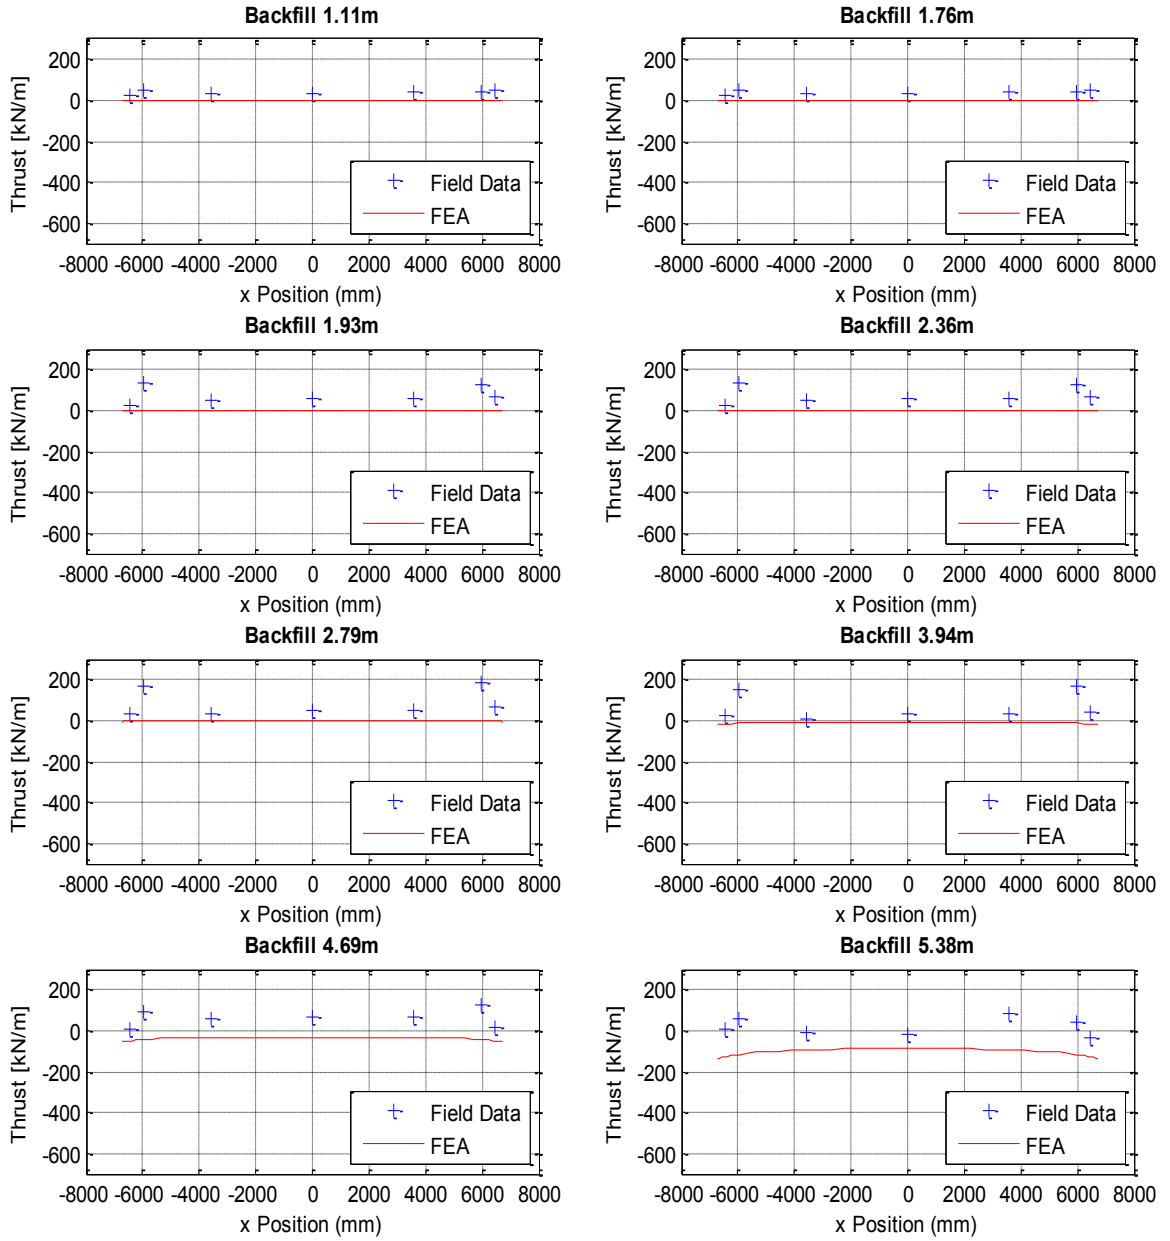 Backfill 1.11m
Thrust [kN/m]
200
0
-200
-400
-600
Field Data
FEA
-8000 -6000 -4000 -2000 0 2000 4000 6000 8000
x Position (mm)
Backfill 1.76m
Thrust [kN/m]
200
0
-200
-400
-600
Field Data
FEA
-8000 -6000 -4000 -2000 0 2000 4000 6000 8000
x Position (mm)
Backfill 1.93m
Thrust [kN/m]
200
0
-200
-400
-600
Field Data
FEA
-8000 -6000 -4000 -2000 0 2000 4000 6000 8000
x Position (mm)
Backfill 2.36m
Thrust [kN/m]
200
0
-200
-400
-600
Field Data
FEA
-8000 -6000 -4000 -2000 0 2000 4000 6000 8000
x Position (mm)
Backfill 2.79m
Thrust [kN/m]
200
0
-200
-400
-600
Field Data
FEA
-8000 -6000 -4000 -2000 0 2000 4000 6000 8000
x Position (mm)
Backfill 3.94m
Thrust [kN/m]
200
0
-200
-400
-600
Field Data
FEA
-8000 -6000 -4000 -2000 0 2000 4000 6000 8000
x Position (mm)
Backfill 4.69m
Thrust [kN/m]
200
0
-200
-400
-600
Field Data
FEA
-8000 -6000 -4000 -2000 0 2000 4000 6000 8000
x Position (mm)
Backfill 5.38m
Thrust [kN/m]
200
0
-200
-400
-600
Field Data
FEA
-8000 -6000 -4000 -2000 0 2000 4000 6000 8000
x Position (mm)